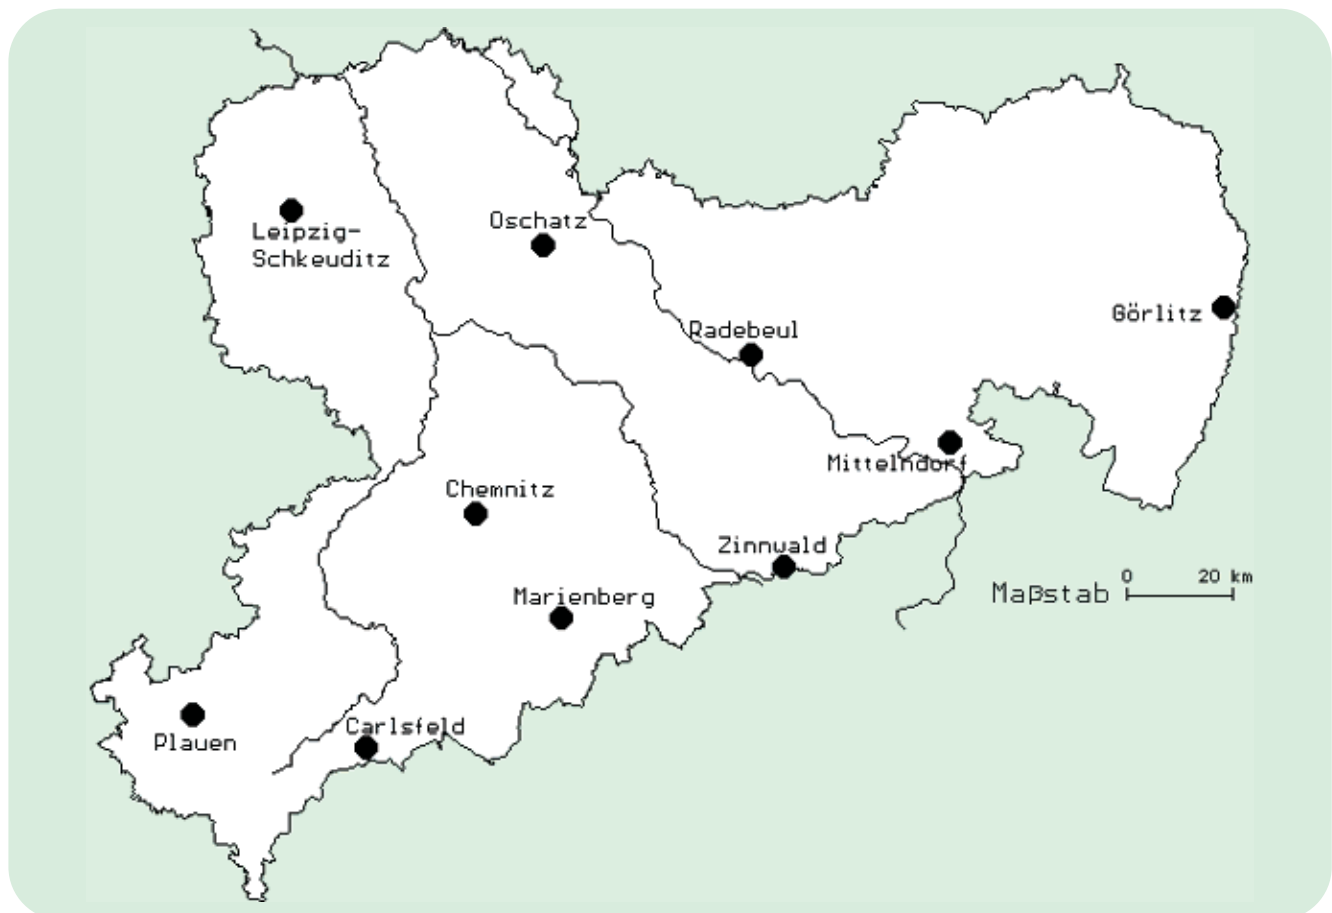 Oschatz
Leipzig-
Schkeuditz
Görlitz
Radebeul
Mittelndorf
Chemnitz
Zinnwald
0 20 km
Maßstab
Marienberg
Carlsfeld
Plauen